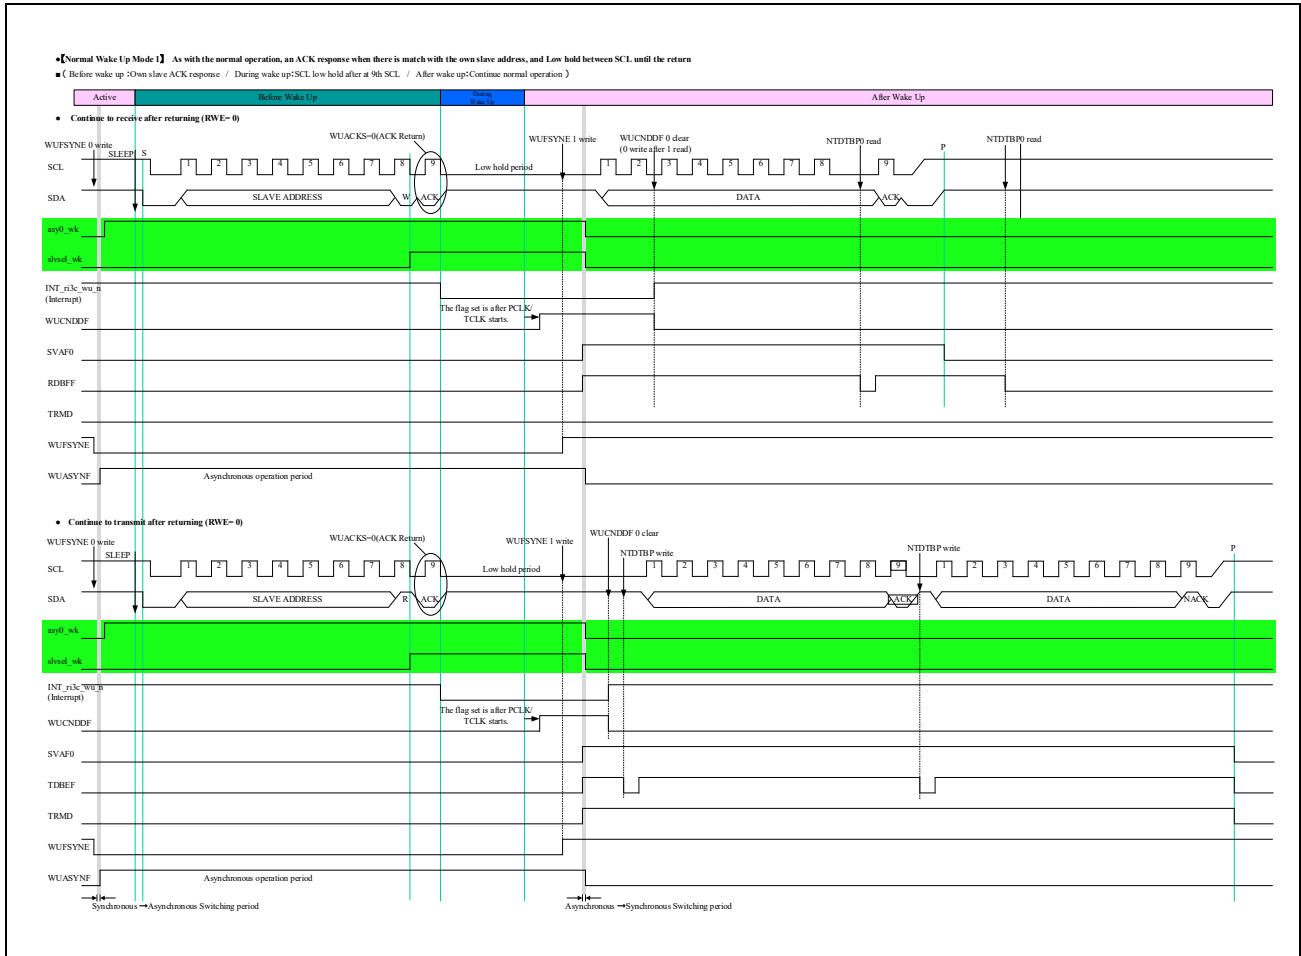 ●【Normal Wake Up Mode 1】 As with the normal operation, an ACK response when there is match with the own slave address, and Low hold between SCL until the return
■( Before wake up :Own slave ACK response / During wake up:SCL low hold after at 9th SCL / After wake up:Continue normal operation )
Active Before Wake Up During Wake Up After Wake Up
● Continue to receive after returning (RWE= 0)
WUFSYNE 0 write SLEEP S WUACKS=0(ACK Return) WUFSYNE 1 write WUCNDDF 0 clear (0 write after 1 read) NTDTBP0 read P NTDTBP0 read
SCL 1 2 3 4 5 6 7 8 9 Low hold period 1 2 3 4 5 6 7 8 9
SDA SLAVE ADDRESS W ACK DATA ACK
asy0_wk
slvsel_wk
INT_ri3c_wu_n
(Interrupt)
The flag set is after PCLK/
TCLK starts.
WUCNDDF
SVAF0
RDBFF
TRMD
WUFSYNE
WUASYNF Asynchronous operation period
● Continue to transmit after returning (RWE= 0)
WUFSYNE 0 write SLEEP WUACKS=0(ACK Return) WUFSYNE 1 write WUCNDDF 0 clear NTDTBP write NTDTBP write P
SCL 1 2 3 4 5 6 7 8 9 Low hold period 1 2 3 4 5 6 7 8 9 1 2 3 4 5 6 7 8 9
SDA SLAVE ADDRESS R ACK DATA ACK DATA NACK
asy0_wk
slvsel_wk
INT_ri3c_wu_n
(Interrupt)
The flag set is after PCLK/
TCLK starts.
WUCNDDF
SVAF0
TDBEF
TRMD
WUFSYNE
WUASYNF Asynchronous operation period
Synchronous →Asynchronous Switching period Asynchronous →Synchronous Switching period